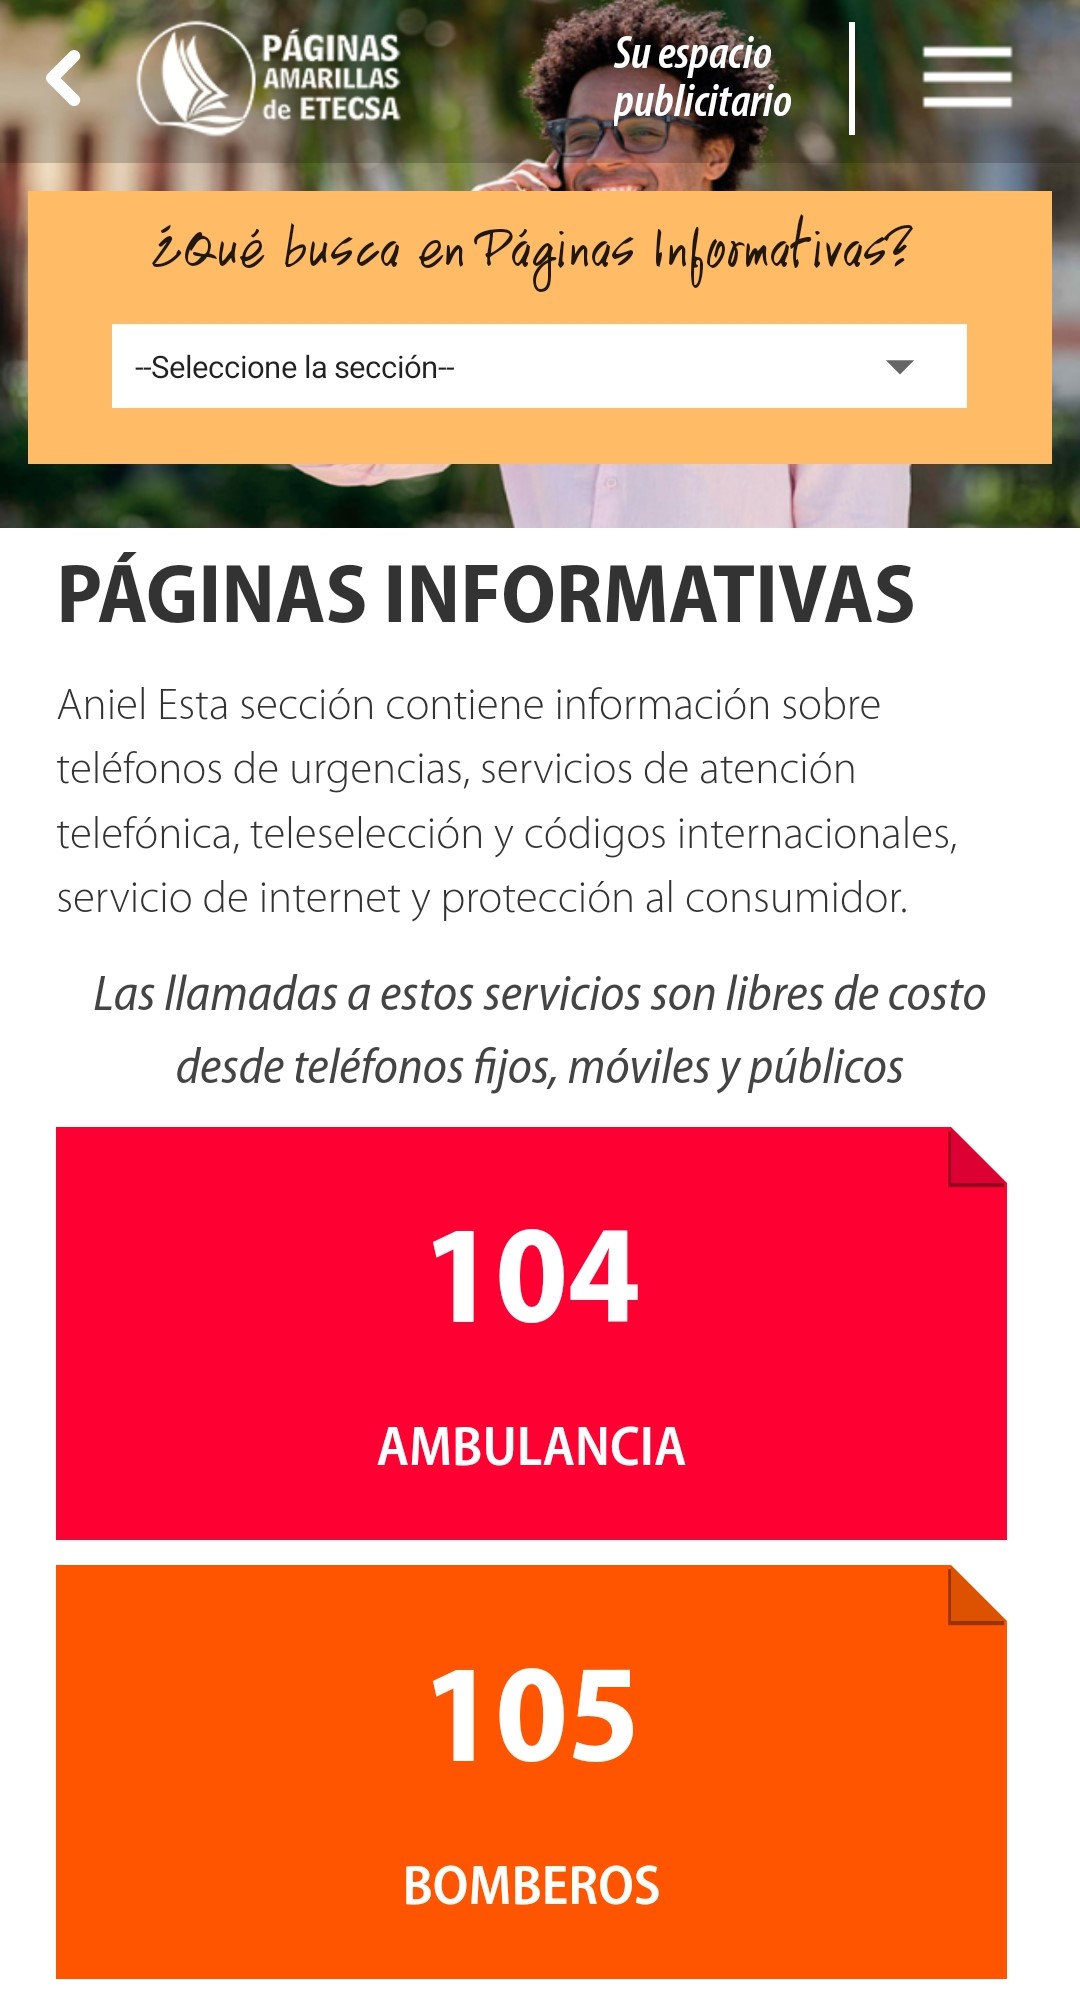 PÁGINAS
AMARILLAS
de ETECSA
Su espacio
publicitario
¿Qué busca en Páginas Informativas?
--Seleccione la sección--
PÁGINAS INFORMATIVAS
Aniel Esta sección contiene información sobre
teléfonos de urgencias, servicios de atención
telefónica, teleselección y códigos internacionales,
servicio de internet y protección al consumidor.
Las llamadas a estos servicios son libres de costo
desde teléfonos fijos, móviles y públicos
104
AMBULANCIA
105
BOMBEROS